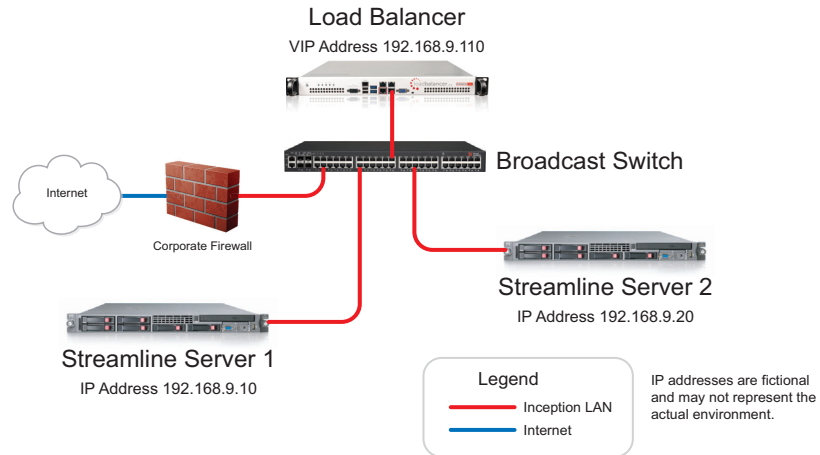 Load Balancer
VIP Address 192.168.9.110
Broadcast Switch
Internet
Corporate Firewall
Streamline Server 2
IP Address 192.168.9.20
Streamline Server 1
IP Address 192.168.9.10
Legend
Inception LAN
Internet
IP addresses are fictional
and may not represent the
actual environment.